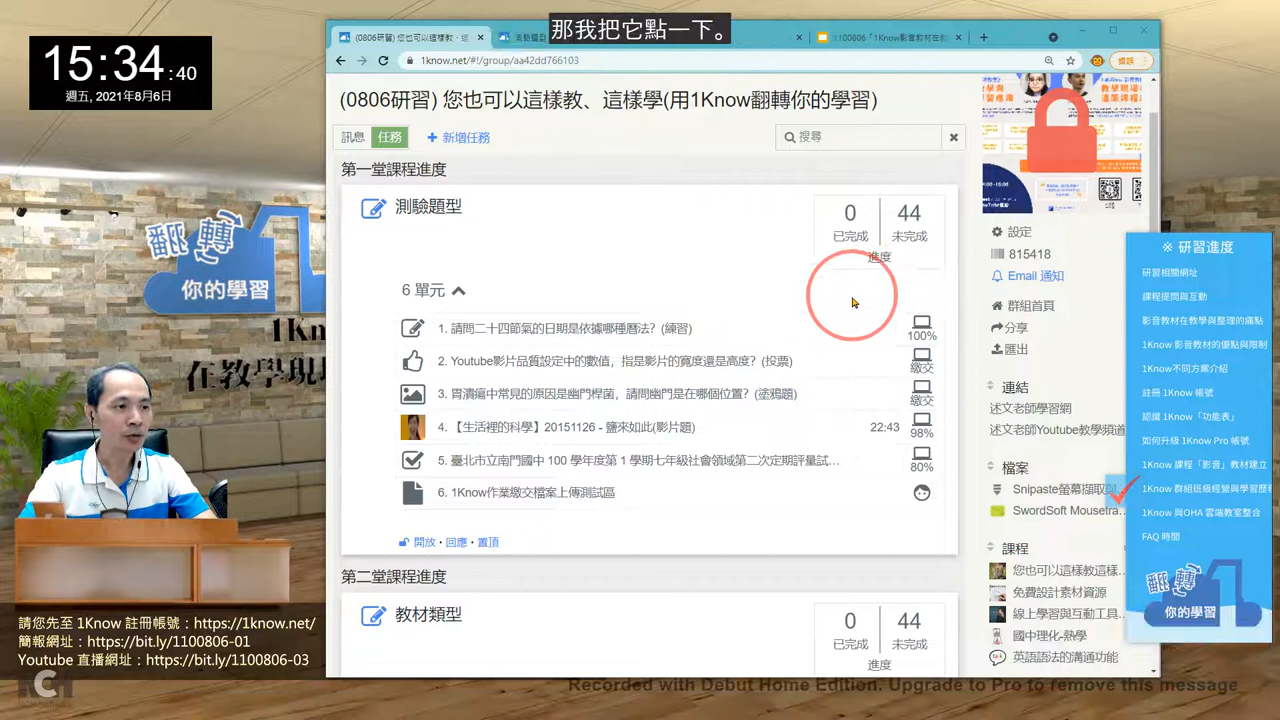 那我把它點一下。
15:34:40
週五, 2021年8月6日
(0806研習) 您也可以這樣教、這
測驗題型
1100806「1Know影音教材在教
1know.net/#!/group/aa42dd766103
(0806研習) 您也可以這樣教、這樣學(用1Know翻轉你的學習)
訊息 任務 新增任務
搜尋
第一堂課程進度
測驗題型
0 44
已完成 未完成
進度
6 單元
1. 請問二十四節氣的日期是依據哪種曆法? (練習)
100%
2. Youtube影片品質設定中的數值，指是影片的寬度還是高度? (投票)
繳交
3. 胃潰瘍中常見的原因是幽門桿菌，請問幽門是在哪個位置? (塗鴉題)
繳交
4.【生活裡的科學】20151126 - 鹽來如此(影片題)
22:43
98%
5. 臺北市立南門國中 100 學年度第 1 學期七年級社會領域第二次定期評量試…
80%
6. 1Know作業繳交檔案上傳測試區
開放・回應・置頂
第二堂課程進度
教材類型
0 44
已完成 未完成
進度
設定
815418
Email 通知
群組首頁
分享
匯出
連結
述文老師學習網
述文老師Youtube教學頻道
檔案
Snipaste螢幕擷取與
SwordSoft Mousetra…
課程
您也可以這樣教這樣…
免費設計素材資源
線上學習與互動工具…
國中理化-熱學
英語語法的溝通功能
※ 研習進度
研習相關網址
課程提問與互動
影音教材在教學與整理的痛點
1Know 影音教材的優點與限制
1Know不同方案介紹
註冊 1Know 帳號
認識 1Know「功能表」
如何升級 1Know Pro 帳號
1Know 課程「影音」教材建立
1Know 群組班級經營與學習歷程
1Know 與OHA 雲端教室整合
FAQ 時間
翻轉
你的學習
翻轉
你的學習
1Kn
在教學現場
請您先至 1Know 註冊帳號：https://1know.net/
簡報網址：https://bit.ly/1100806-01
Youtube 直播網址：https://bit.ly/1100806-03
Recorded with Debut Home Edition. Upgrade to Pro to remove this message